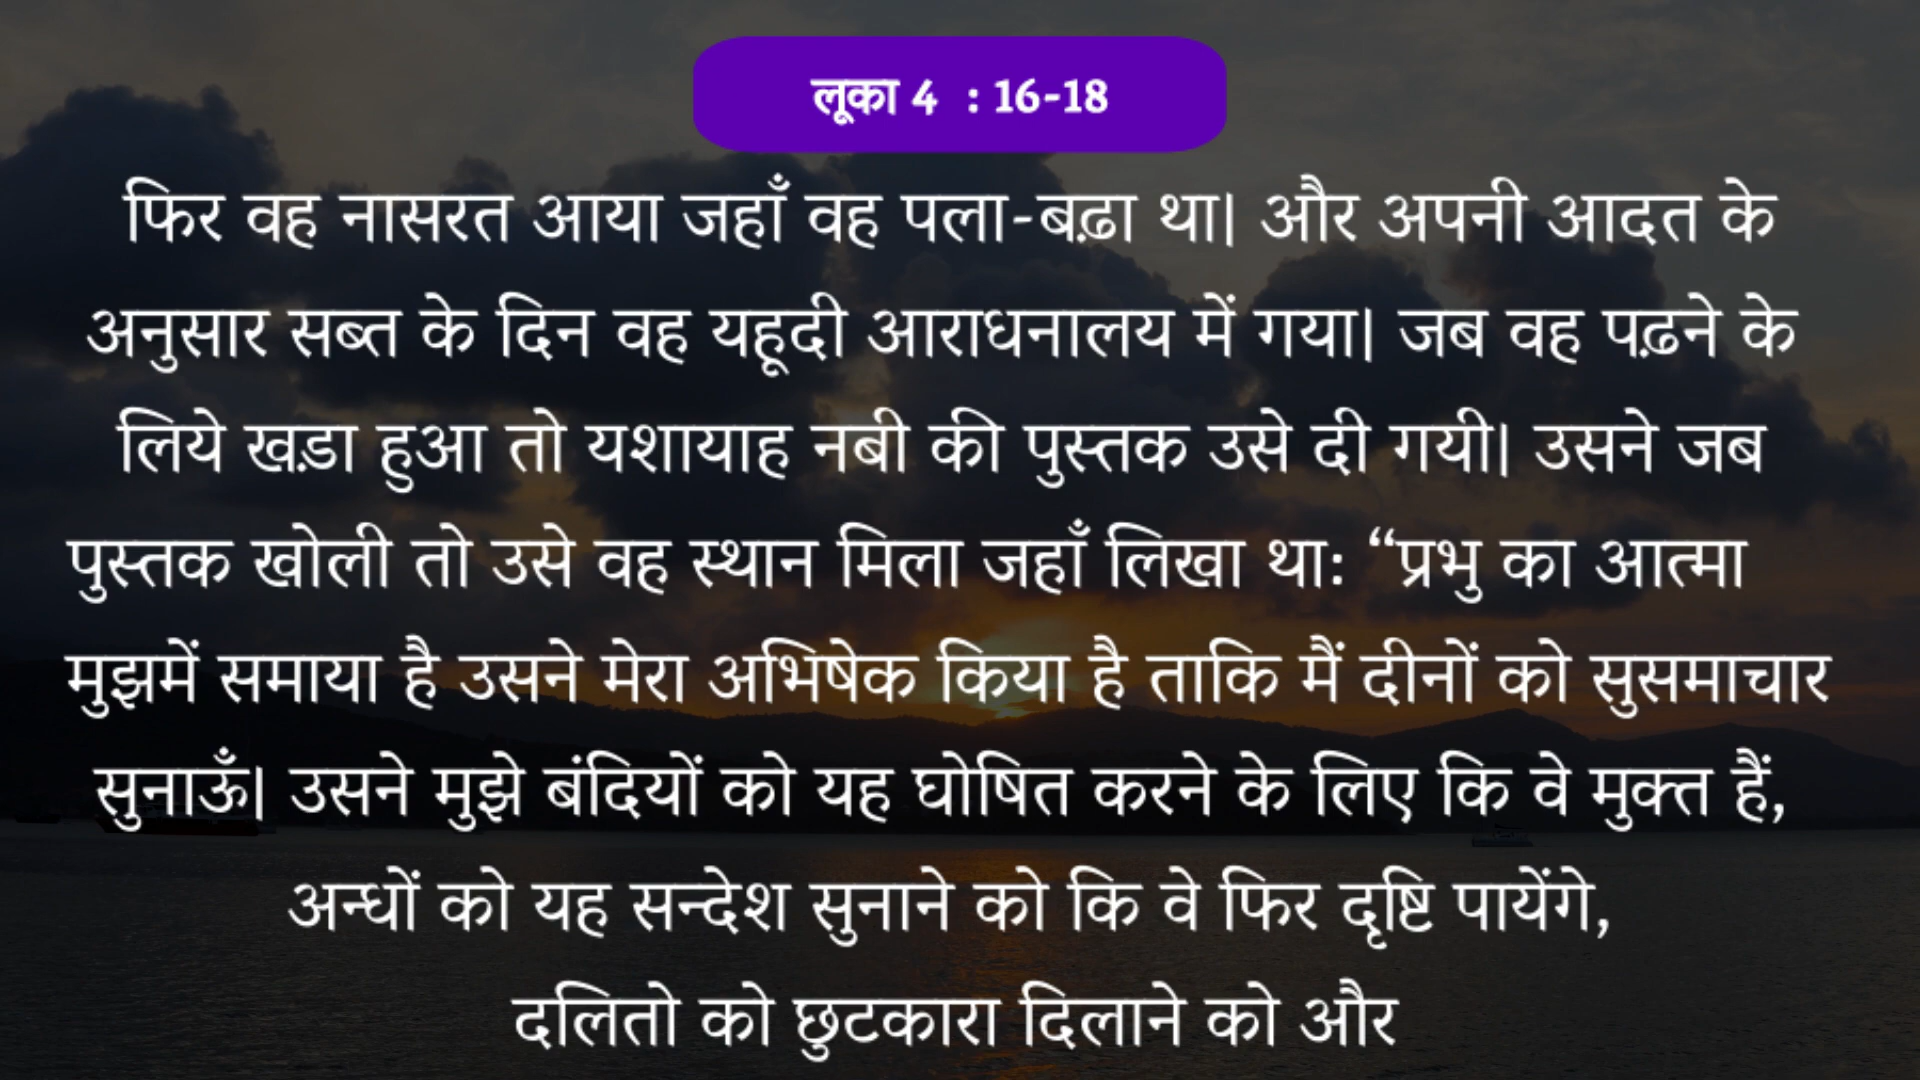 लूका 4 : 16-18
फिर वह नासरत आया जहाँ वह पला-बढ़ा था| और अपनी आदत के
अनुसार सब्त के दिन वह यहूदी आराधनालय में गया| जब वह पढ़ने के
लिये खड़ा हुआ तो यशायाह नबी की पुस्तक उसे दी गयी| उसने जब
पुस्तक खोली तो उसे वह स्थान मिला जहाँ लिखा था: “प्रभु का आत्मा
मुझमें समाया है उसने मेरा अभिषेक किया है ताकि मैं दीनों को सुसमाचार
सुनाऊँ| उसने मुझे बंदियों को यह घोषित करने के लिए कि वे मुक्त हैं,
अन्धों को यह सन्देश सुनाने को कि वे फिर दृष्टि पायेंगे,
दलितो को छुटकारा दिलाने को और